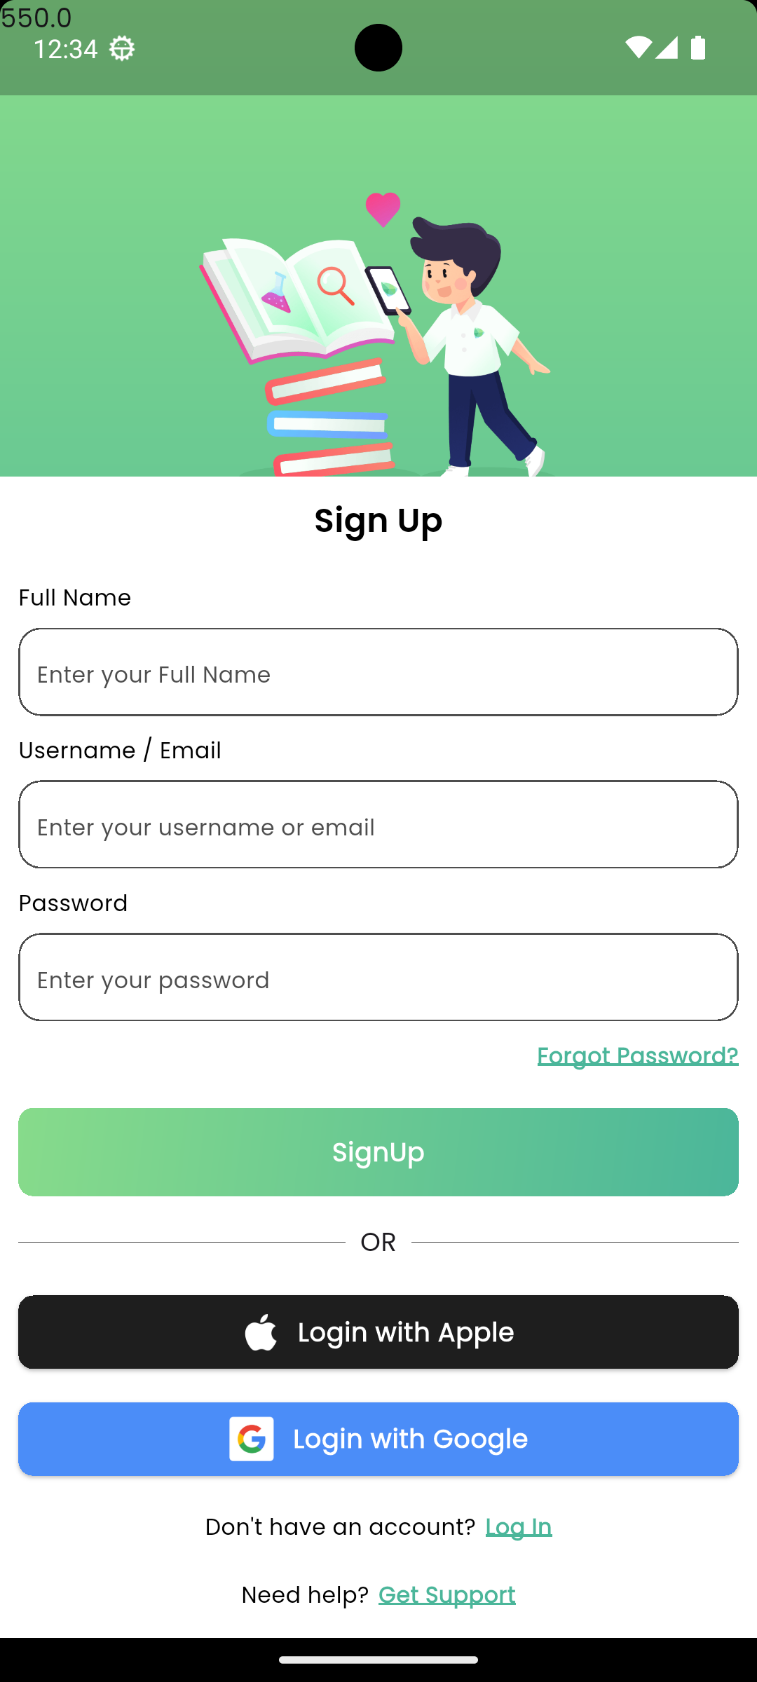 550.0
12:34
Sign Up
Full Name
Enter your Full Name
Username / Email
Enter your username or email
Password
Enter your password
Forgot Password?
SignUp
OR
Login with Apple
Login with Google
Don't have an account? Log In
Need help? Get Support